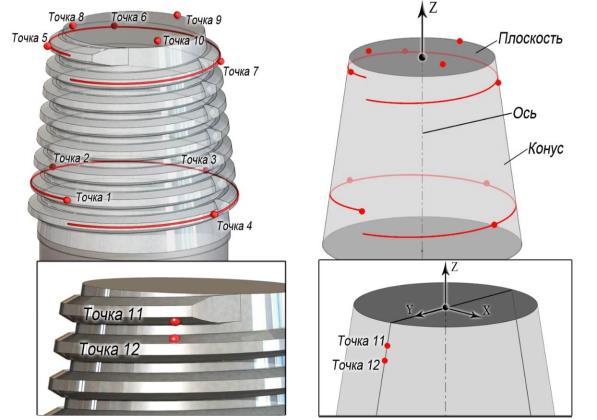 Точка 8
Точка 6
Точка 9
Точка 5
Точка 10
Точка 7
Точка 2
Точка 3
Точка 1
Точка 4
Z
Плоскость
Ось
Конус
Точка 11
Точка 12
Z
Y
X
Точка 11
Точка 12